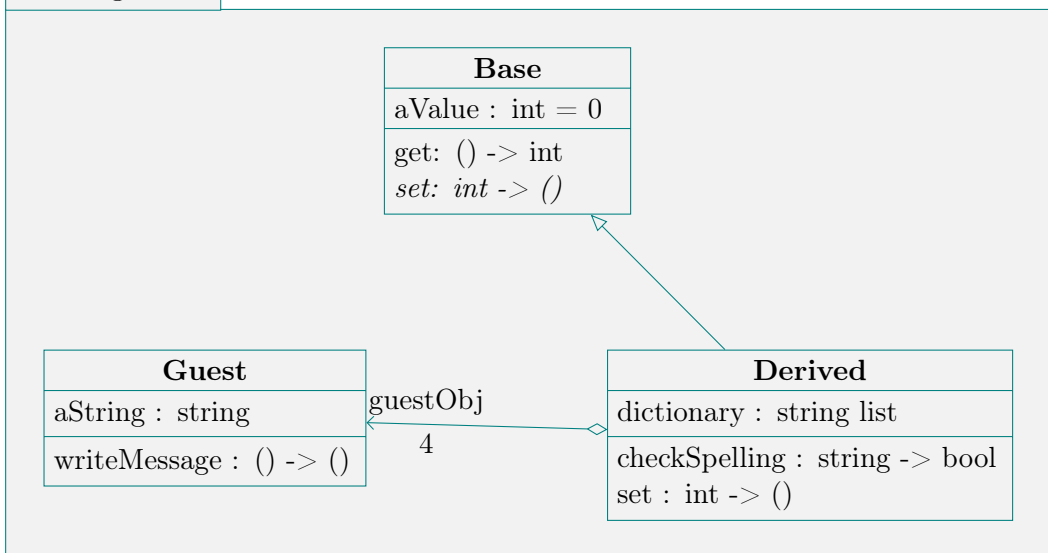 Base
aValue : int = 0
get: () -> int
set: int -> ()
Guest
aString : string
writeMessage : () -> ()
guestObj
4
Derived
dictionary : string list
checkSpelling : string -> bool
set : int -> ()